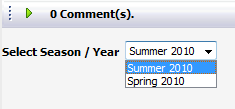 0 Comment(s).
Select Season / Year Summer 2010
Summer 2010
Spring 2010